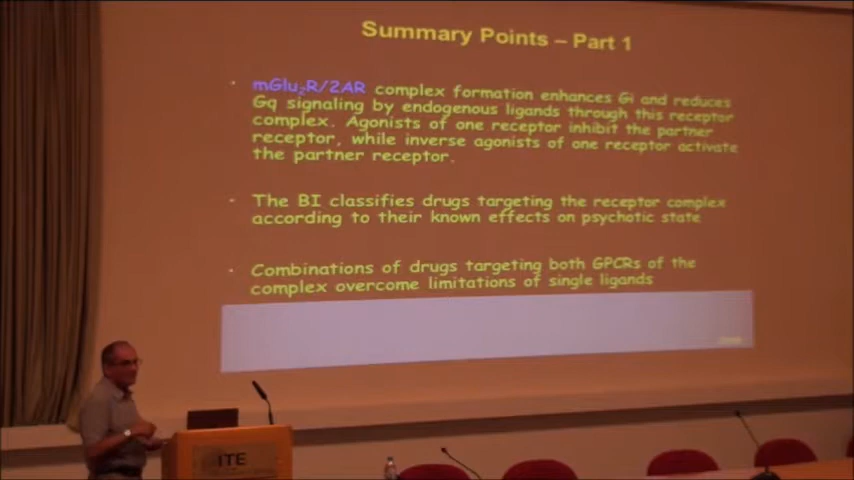 Summary Points – Part 1
• mGlu₂R/2AR complex formation enhances Gi and reduces
Gq signaling by endogenous ligands through this receptor
complex. Agonists of one receptor inhibit the partner
receptor, while inverse agonists of one receptor activate
the partner receptor.
• The BI classifies drugs targeting the receptor complex
according to their known effects on psychotic state
• Combinations of drugs targeting both GPCRs of the
complex overcome limitations of single ligands
ITE